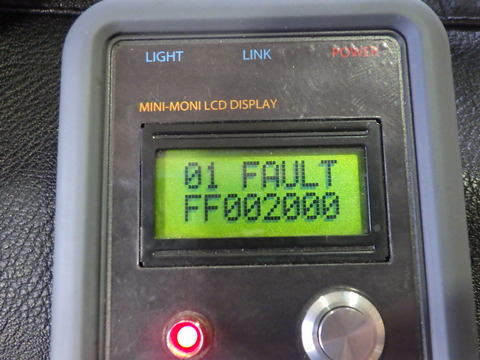 LIGHT LINK POWER
MINI-MONI LCD DISPLAY
01 FAULT
FF002000